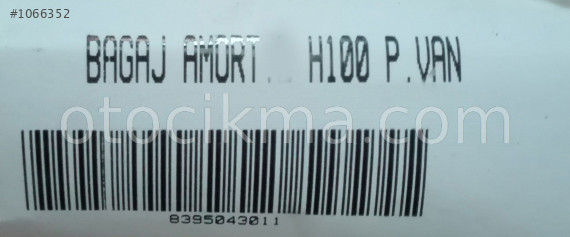 #1066352
BAGAJ AMORT. H100 P.VAN
otocikma.com
8395043011